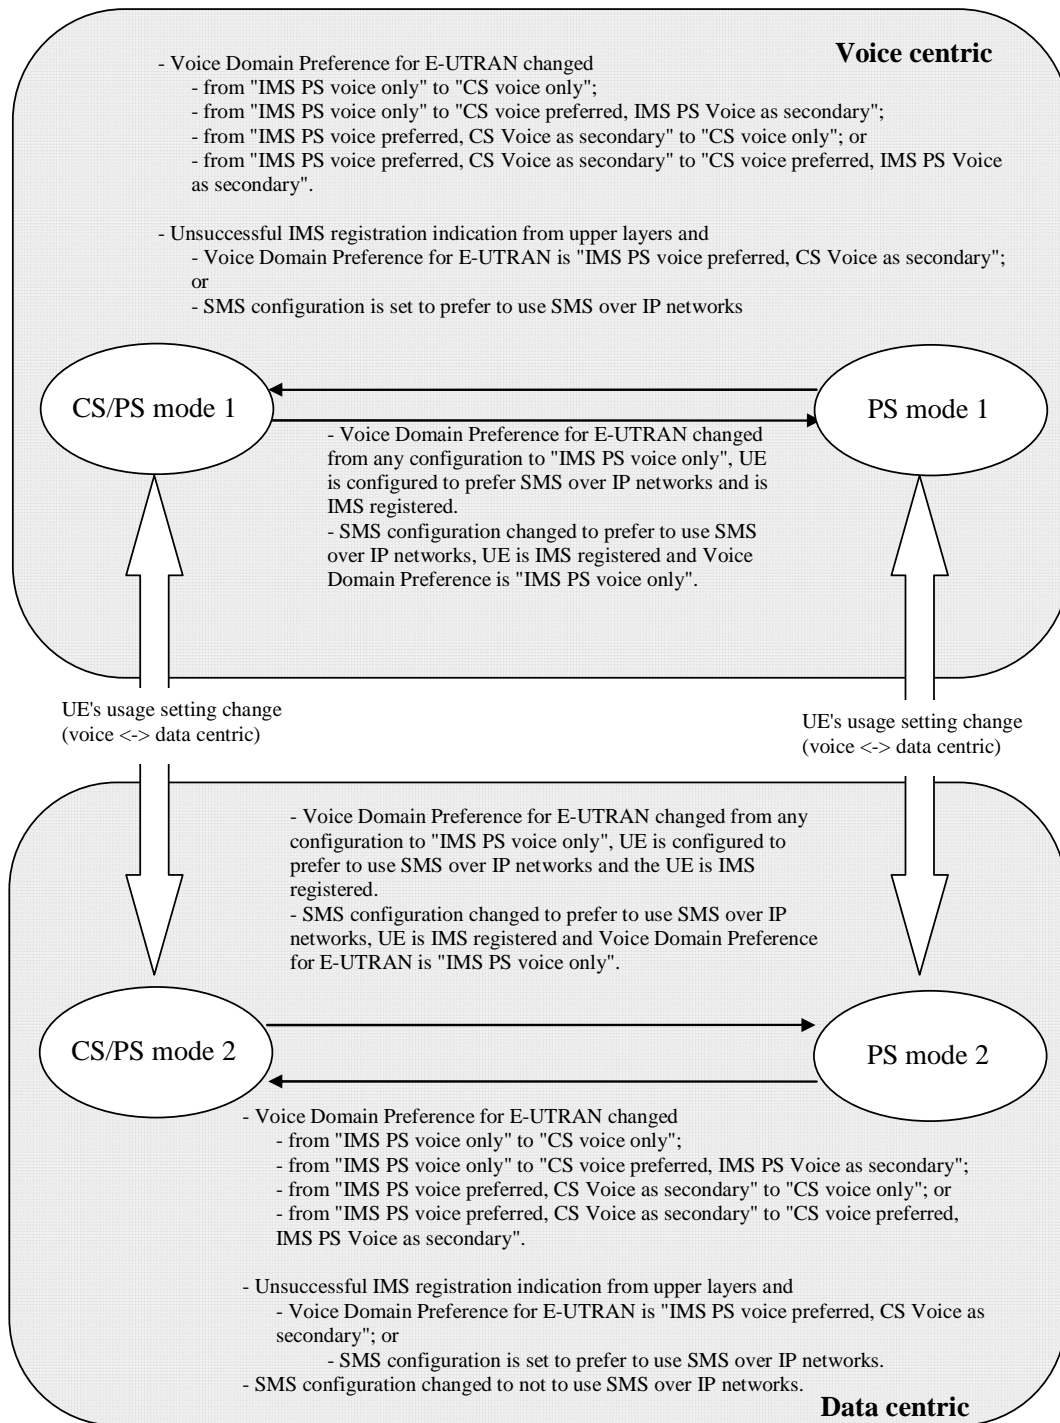 Voice centric
- Voice Domain Preference for E-UTRAN changed
- from "IMS PS voice only" to "CS voice only";
- from "IMS PS voice only" to "CS voice preferred, IMS PS Voice as secondary";
- from "IMS PS voice preferred, CS Voice as secondary" to "CS voice only"; or
- from "IMS PS voice preferred, CS Voice as secondary" to "CS voice preferred, IMS PS Voice
as secondary".
- Unsuccessful IMS registration indication from upper layers and
- Voice Domain Preference for E-UTRAN is "IMS PS voice preferred, CS Voice as secondary";
or
- SMS configuration is set to prefer to use SMS over IP networks
CS/PS mode 1
PS mode 1
- Voice Domain Preference for E-UTRAN changed
from any configuration to "IMS PS voice only", UE
is configured to prefer SMS over IP networks and is
IMS registered.
- SMS configuration changed to prefer to use SMS
over IP networks, UE is IMS registered and Voice
Domain Preference is "IMS PS voice only".
UE's usage setting change
(voice <-> data centric)
UE's usage setting change
(voice <-> data centric)
- Voice Domain Preference for E-UTRAN changed from any
configuration to "IMS PS voice only", UE is configured to
prefer to use SMS over IP networks and the UE is IMS
registered.
- SMS configuration changed to prefer to use SMS over IP
networks, UE is IMS registered and Voice Domain Preference
for E-UTRAN is "IMS PS voice only".
CS/PS mode 2
PS mode 2
- Voice Domain Preference for E-UTRAN changed
- from "IMS PS voice only" to "CS voice only";
- from "IMS PS voice only" to "CS voice preferred, IMS PS Voice as secondary";
- from "IMS PS voice preferred, CS Voice as secondary" to "CS voice only"; or
- from "IMS PS voice preferred, CS Voice as secondary" to "CS voice preferred,
IMS PS Voice as secondary".
- Unsuccessful IMS registration indication from upper layers and
- Voice Domain Preference for E-UTRAN is "IMS PS voice preferred, CS Voice as
secondary"; or
- SMS configuration is set to prefer to use SMS over IP networks.
- SMS configuration changed to not to use SMS over IP networks.
Data centric